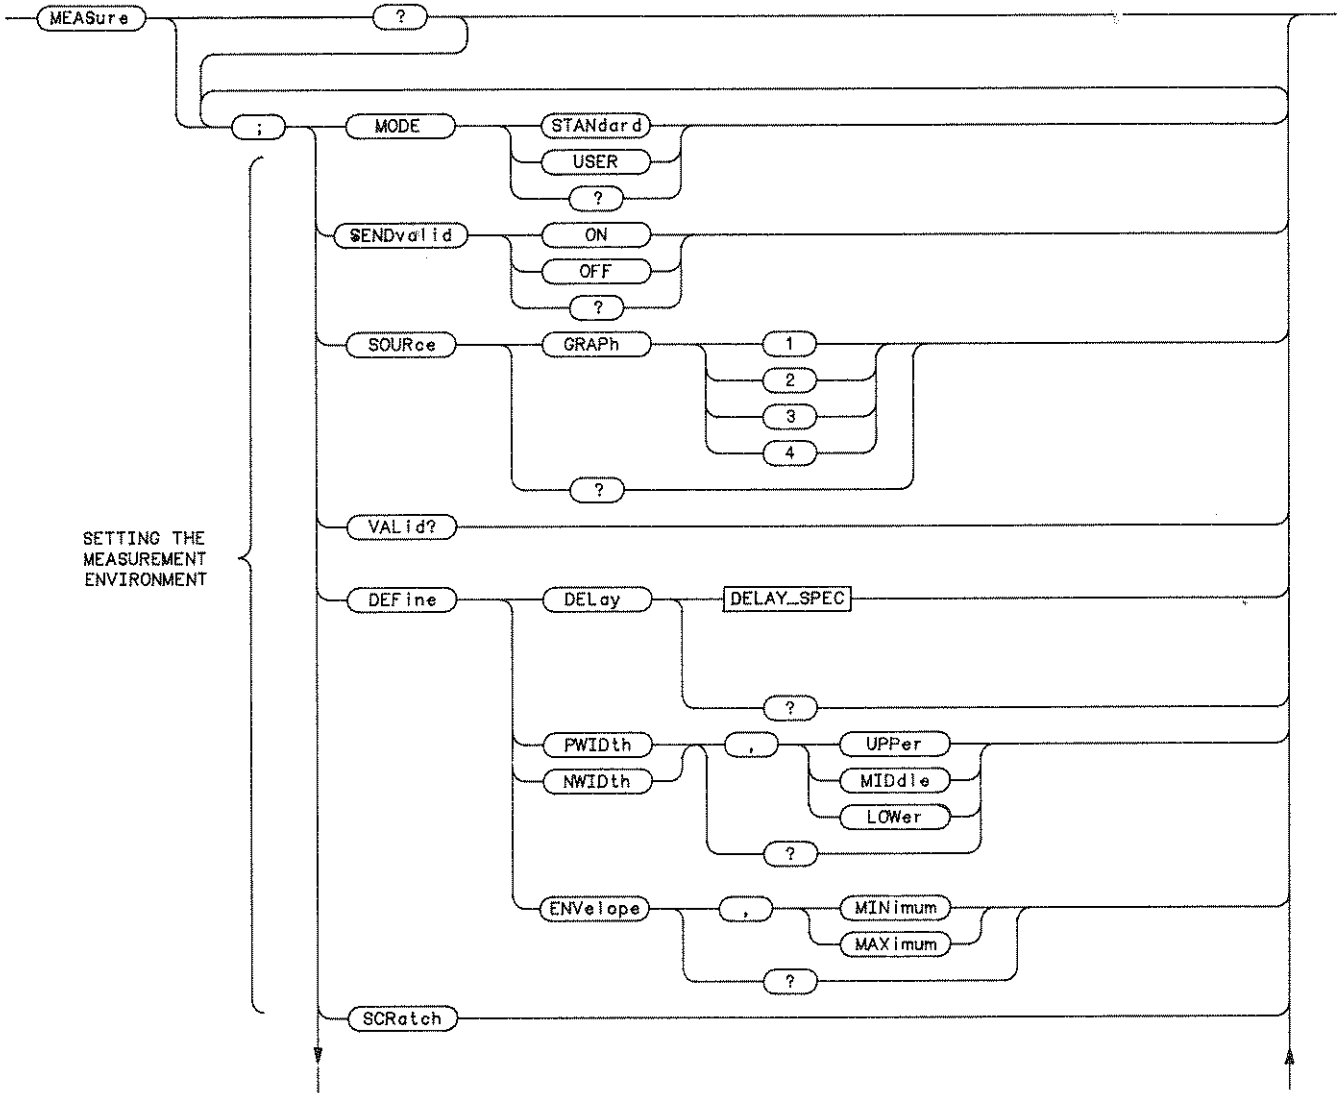 MEASure ?
; MODE STANdard
USER
?
SENDvalid ON
OFF
?
SOURce GRAPh 1
2
3
4
?
VALid?
SETTING THE
MEASUREMENT
ENVIRONMENT
DEFine DELay DELAY_SPEC
?
PWIDth , UPPer
NWIDth MIDdle
LOWer
?
ENVelope , MINimum
MAXimum
?
SCRatch